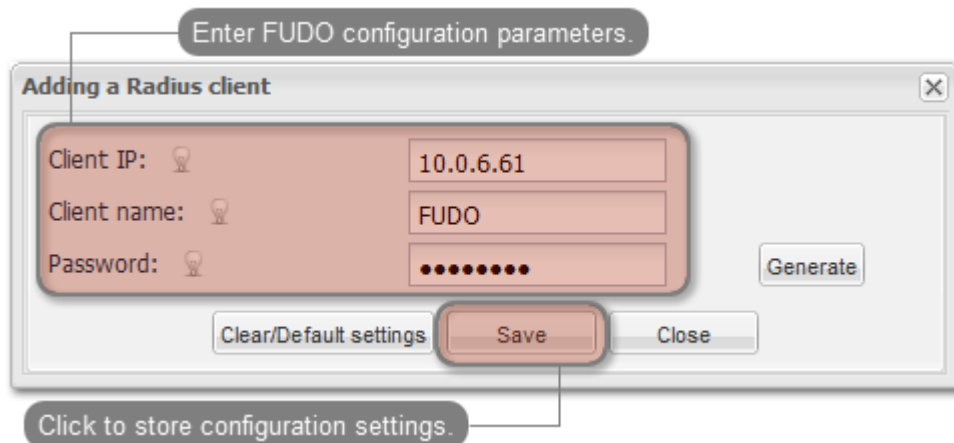 Enter FUDO configuration parameters.
Adding a Radius client
Client IP: 10.0.6.61
Client name: FUDO
Password: ●●●●●●●●
Generate
Clear/Default settings Save Close
Click to store configuration settings.